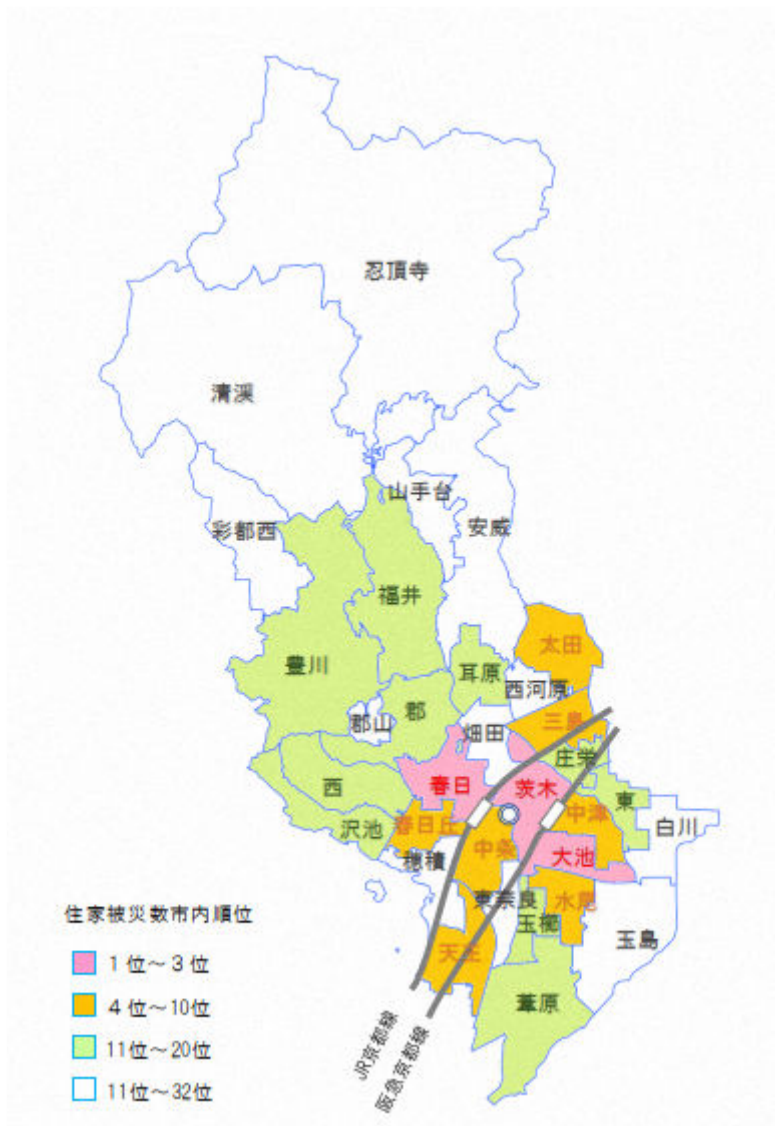 忍頂寺
清渓
山手台
彩都西
安威
福井
太田
豊川
耳原
西河原
郡
郡山
三島
畑田
庄栄
春日
西
茨木
東
中津
沢池
春日丘
白川
穂積
中条
大池
東奈良
水尾
玉櫛
玉島
天王
葦原
JR京都線
阪急京都線
住家被災数市内順位
1位～3位
4位～10位
11位～20位
11位～32位